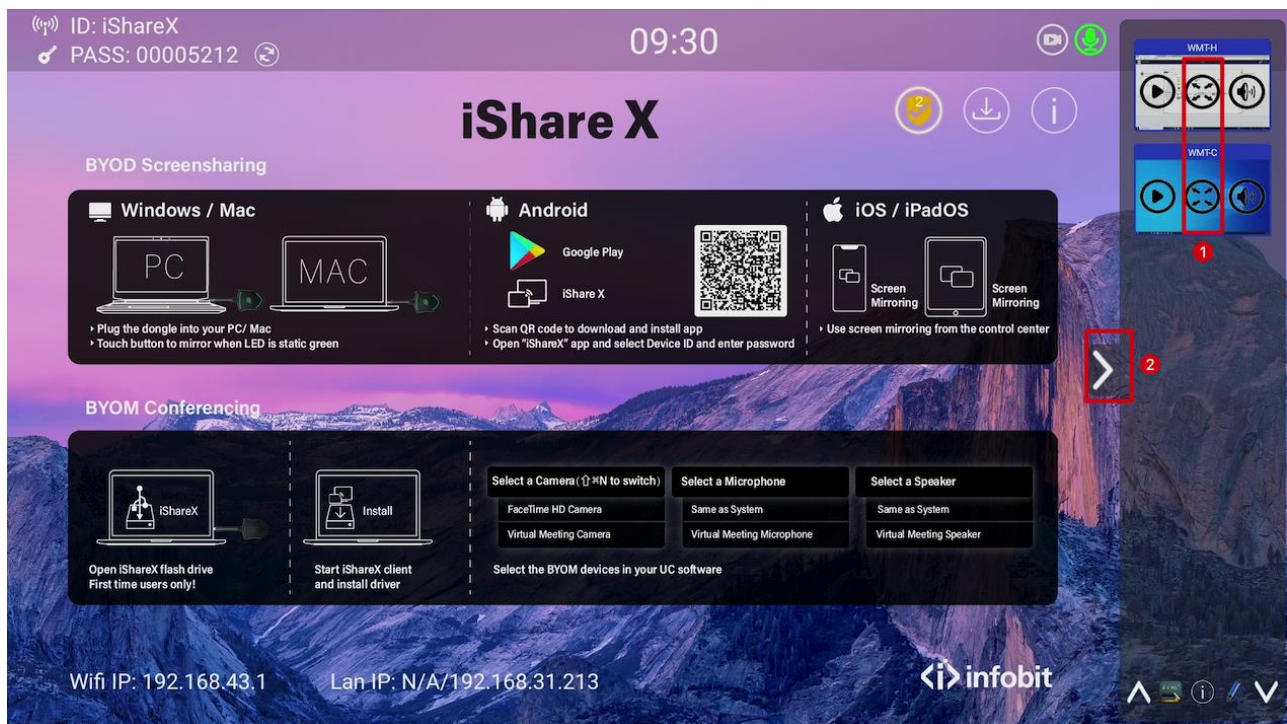 ID: iShareX
PASS: 00005212
09:30
WMT-H
iShare X
2
WMT-C
1
BYOD Screensharing
Windows / Mac
PC
MAC
‣ Plug the dongle into your PC/ Mac
‣ Touch button to mirror when LED is static green
Android
Google Play
iShare X
‣ Scan QR code to download and install app
‣ Open "iShareX" app and select Device ID and enter password
iOS / iPadOS
Screen
Mirroring
Screen
Mirroring
‣ Use screen mirroring from the control center
2
BYOM Conferencing
iShareX
Open iShareX flash drive
First time users only!
Install
Start iShareX client
and install driver
Select a Camera(⇧⌘N to switch)
FaceTime HD Camera
Virtual Meeting Camera
Select a Microphone
Same as System
Virtual Meeting Microphone
Select a Speaker
Same as System
Virtual Meeting Speaker
Select the BYOM devices in your UC software
Wifi IP: 192.168.43.1
Lan IP: N/A/192.168.31.213
<i> infobit